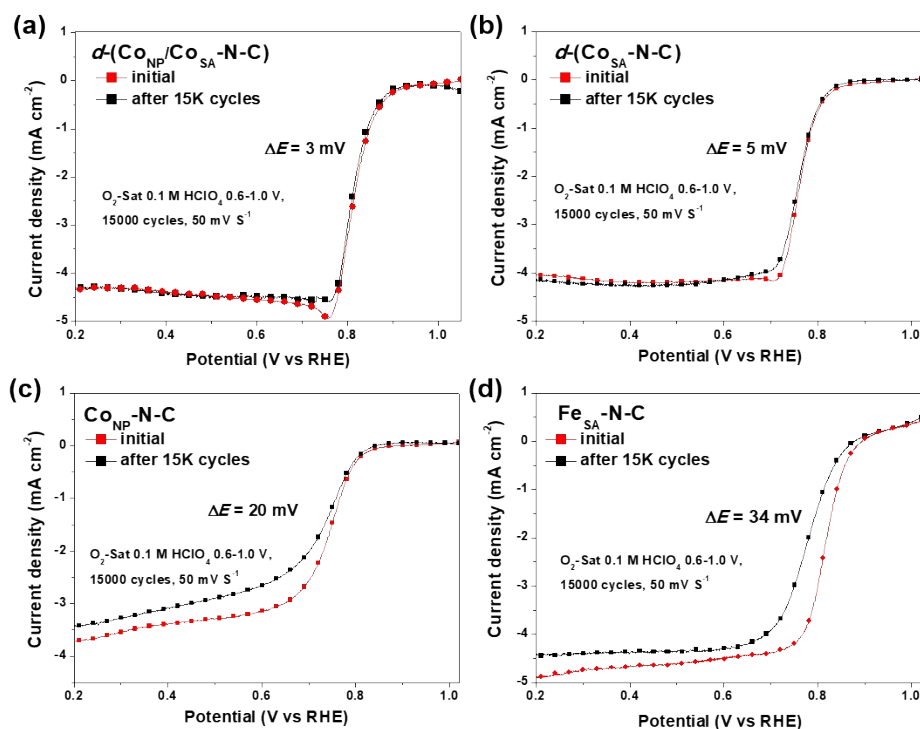 (a)
d-(Co_NP/Co_SA-N-C)
initial
after 15K cycles
ΔE = 3 mV
O₂-Sat 0.1 M HClO₄ 0.6-1.0 V,
15000 cycles, 50 mV S⁻¹
Current density (mA cm⁻²)
1
0
-1
-2
-3
-4
-5
0.2 0.4 0.6 0.8 1.0
Potential (V vs RHE)
(b)
d-(Co_SA-N-C)
initial
after 15K cycles
ΔE = 5 mV
O₂-Sat 0.1 M HClO₄ 0.6-1.0 V,
15000 cycles, 50 mV S⁻¹
Current density (mA cm⁻²)
1
0
-1
-2
-3
-4
-5
0.2 0.4 0.6 0.8 1.0
Potential (V vs RHE)
(c)
Co_NP-N-C
initial
after 15K cycles
ΔE = 20 mV
O₂-Sat 0.1 M HClO₄ 0.6-1.0 V,
15000 cycles, 50 mV S⁻¹
Current density (mA cm⁻²)
1
0
-1
-2
-3
-4
0.2 0.4 0.6 0.8 1.0
Potential (V vs RHE)
(d)
Fe_SA-N-C
initial
after 15K cycles
ΔE = 34 mV
O₂-Sat 0.1 M HClO₄ 0.6-1.0 V,
15000 cycles, 50 mV S⁻¹
Current density (mA cm⁻²)
1
0
-1
-2
-3
-4
-5
0.2 0.4 0.6 0.8 1.0
Potential (V vs RHE)